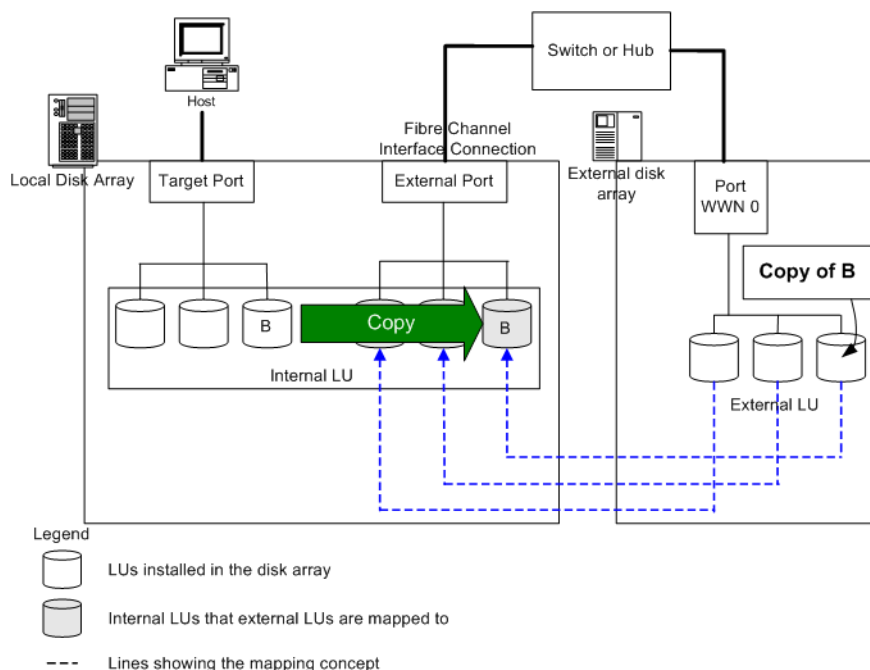 Switch or Hub
Host
Fibre Channel
Interface Connection
Local Disk Array
Target Port
External Port
External disk
array
Port
WWN 0
Copy of B
B
Copy
B
Internal LU
External LU
Legend
LUs installed in the disk array
Internal LUs that external LUs are mapped to
Lines showing the mapping concept